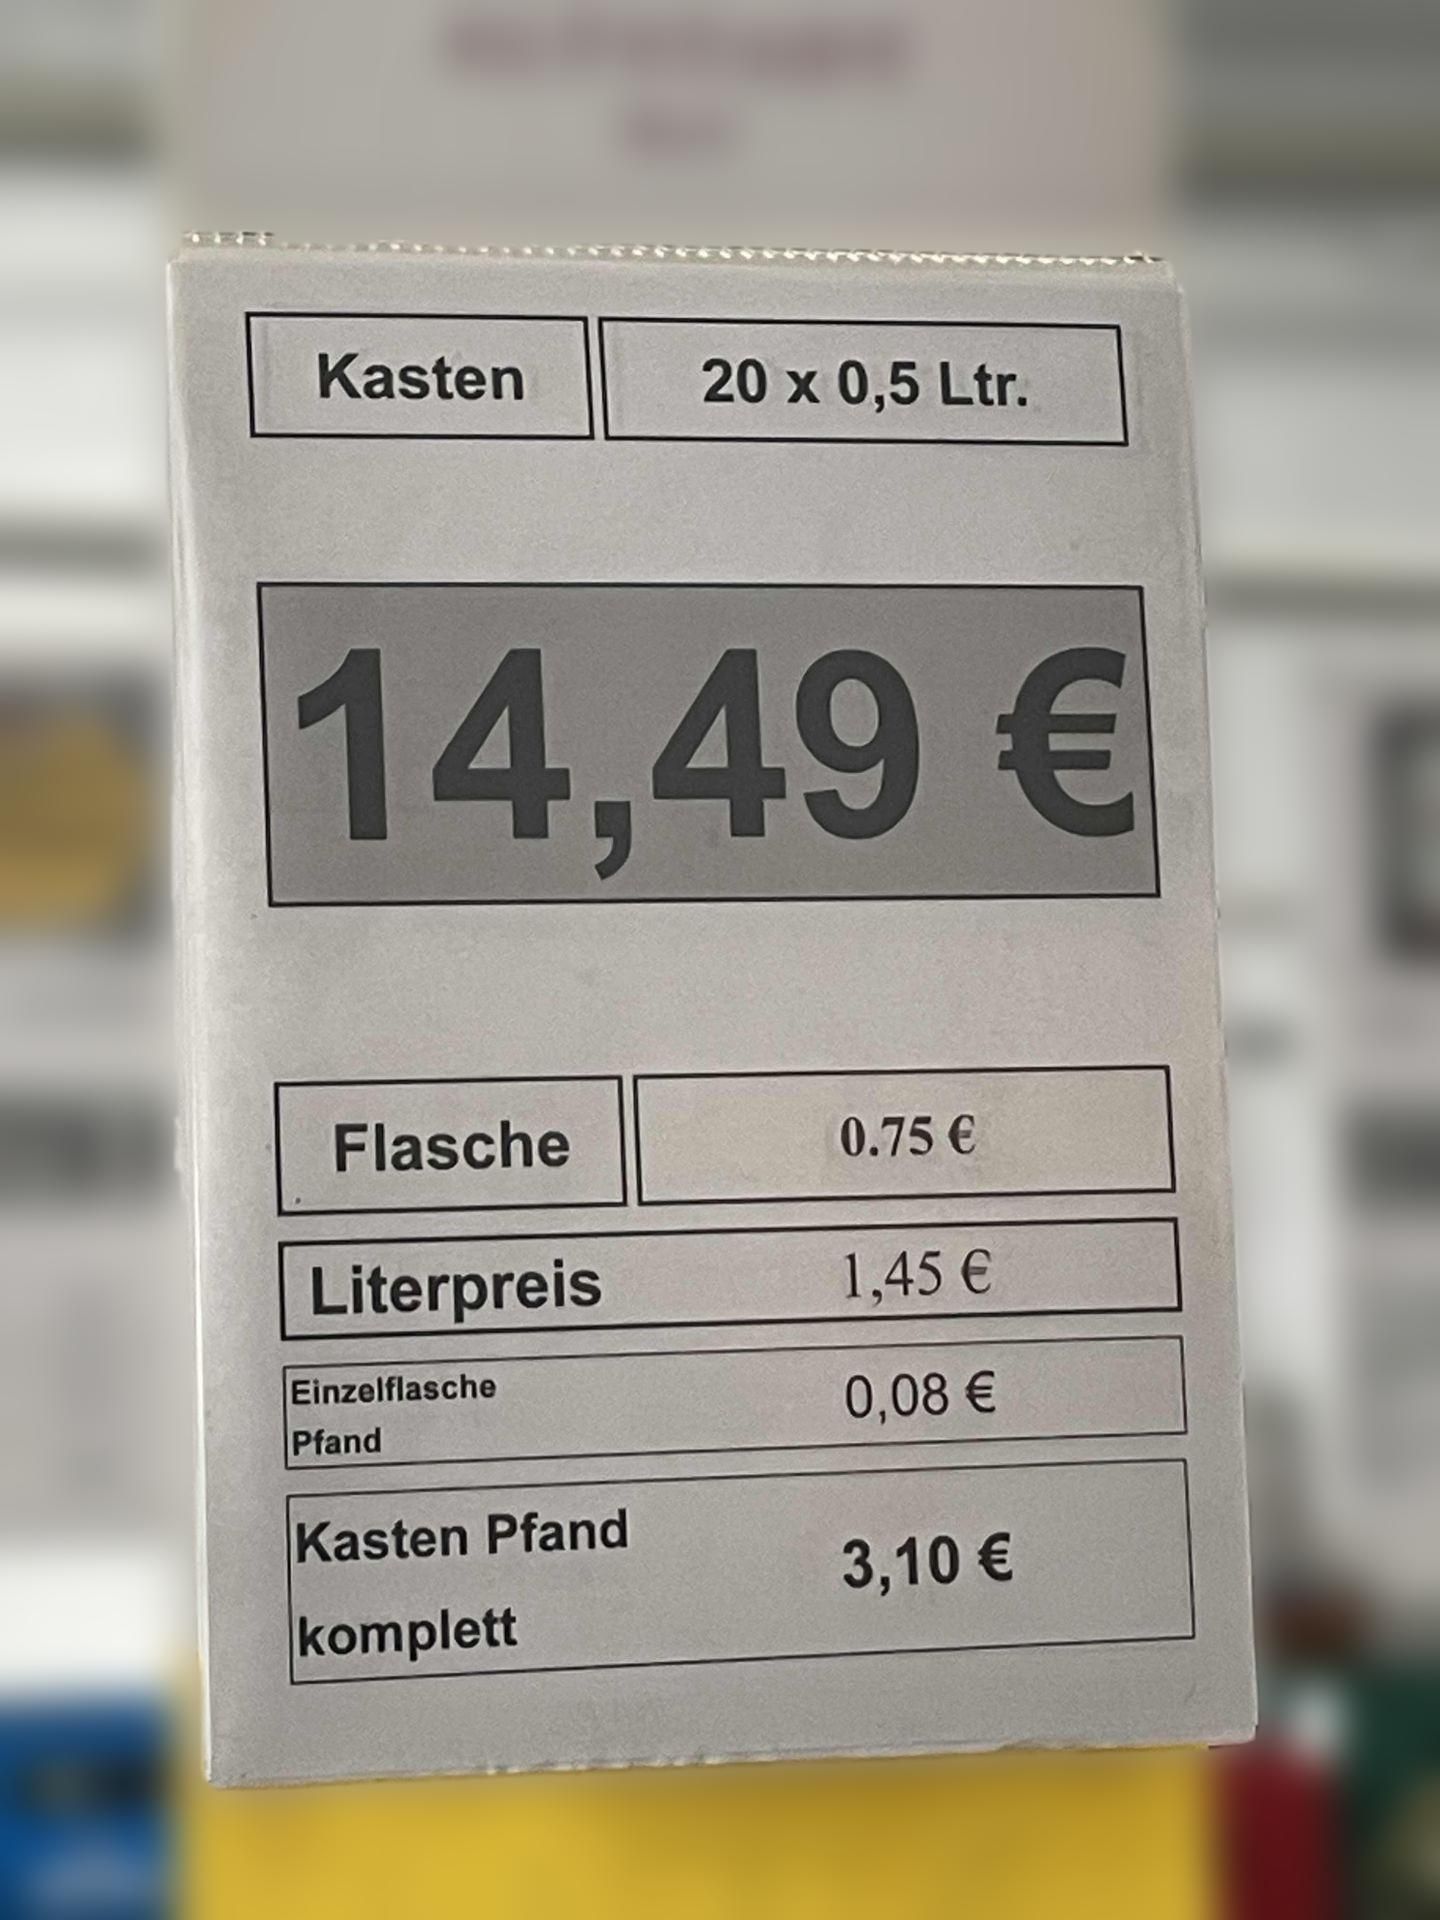 Kasten 20 x 0,5 Ltr.
14,49 €
Flasche 0.75 €
Literpreis 1,45 €
Einzelflasche
Pfand 0,08 €
Kasten Pfand
komplett 3,10 €